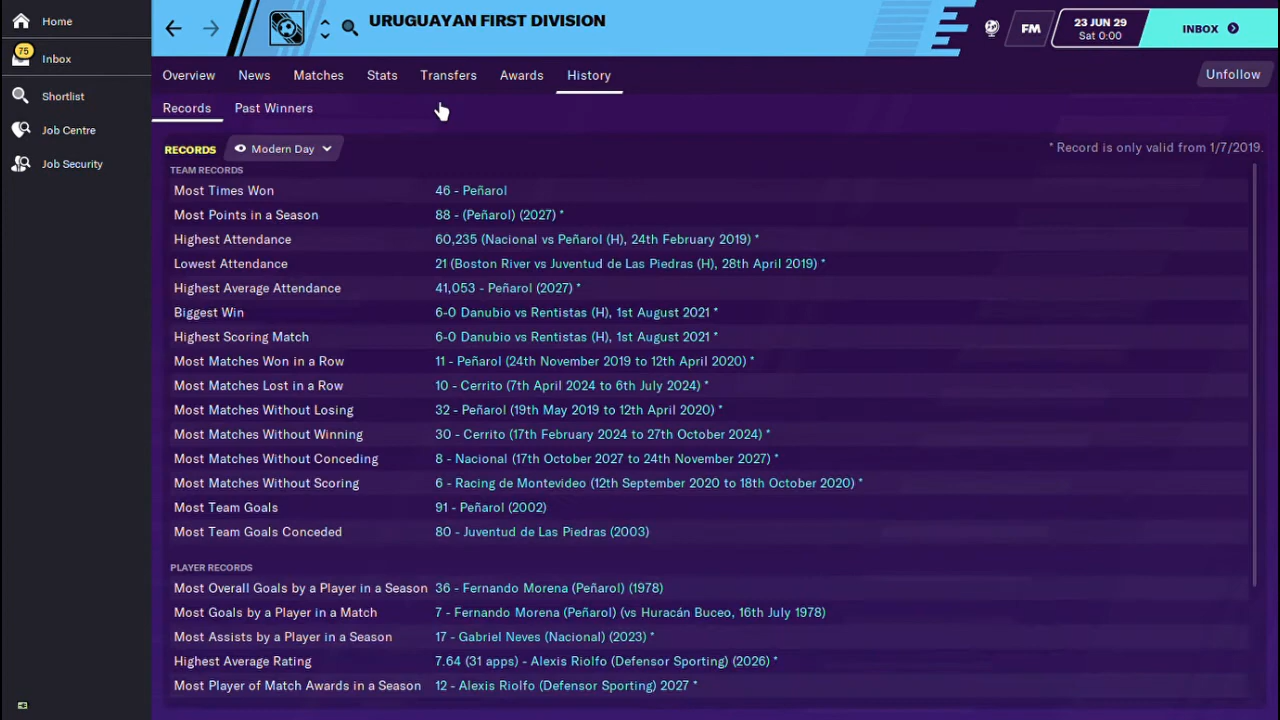 Home
75
Inbox
Shortlist
Job Centre
Job Security
URUGUAYAN FIRST DIVISION
FM
23 JUN 29
Sat 0:00
INBOX
Overview News Matches Stats Transfers Awards History
Unfollow
Records Past Winners
RECORDS Modern Day
* Record is only valid from 1/7/2019.
TEAM RECORDS
Most Times Won 46 - Peñarol
Most Points in a Season 88 - (Peñarol) (2027) *
Highest Attendance 60,235 (Nacional vs Peñarol (H), 24th February 2019) *
Lowest Attendance 21 (Boston River vs Juventud de Las Piedras (H), 28th April 2019) *
Highest Average Attendance 41,053 - Peñarol (2027) *
Biggest Win 6-0 Danubio vs Rentistas (H), 1st August 2021 *
Highest Scoring Match 6-0 Danubio vs Rentistas (H), 1st August 2021 *
Most Matches Won in a Row 11 - Peñarol (24th November 2019 to 12th April 2020) *
Most Matches Lost in a Row 10 - Cerrito (7th April 2024 to 6th July 2024) *
Most Matches Without Losing 32 - Peñarol (19th May 2019 to 12th April 2020) *
Most Matches Without Winning 30 - Cerrito (17th February 2024 to 27th October 2024) *
Most Matches Without Conceding 8 - Nacional (17th October 2027 to 24th November 2027) *
Most Matches Without Scoring 6 - Racing de Montevideo (12th September 2020 to 18th October 2020) *
Most Team Goals 91 - Peñarol (2002)
Most Team Goals Conceded 80 - Juventud de Las Piedras (2003)
PLAYER RECORDS
Most Overall Goals by a Player in a Season 36 - Fernando Morena (Peñarol) (1978)
Most Goals by a Player in a Match 7 - Fernando Morena (Peñarol) (vs Huracán Buceo, 16th July 1978)
Most Assists by a Player in a Season 17 - Gabriel Neves (Nacional) (2023) *
Highest Average Rating 7.64 (31 apps) - Alexis Riolfo (Defensor Sporting) (2026) *
Most Player of Match Awards in a Season 12 - Alexis Riolfo (Defensor Sporting) 2027 *